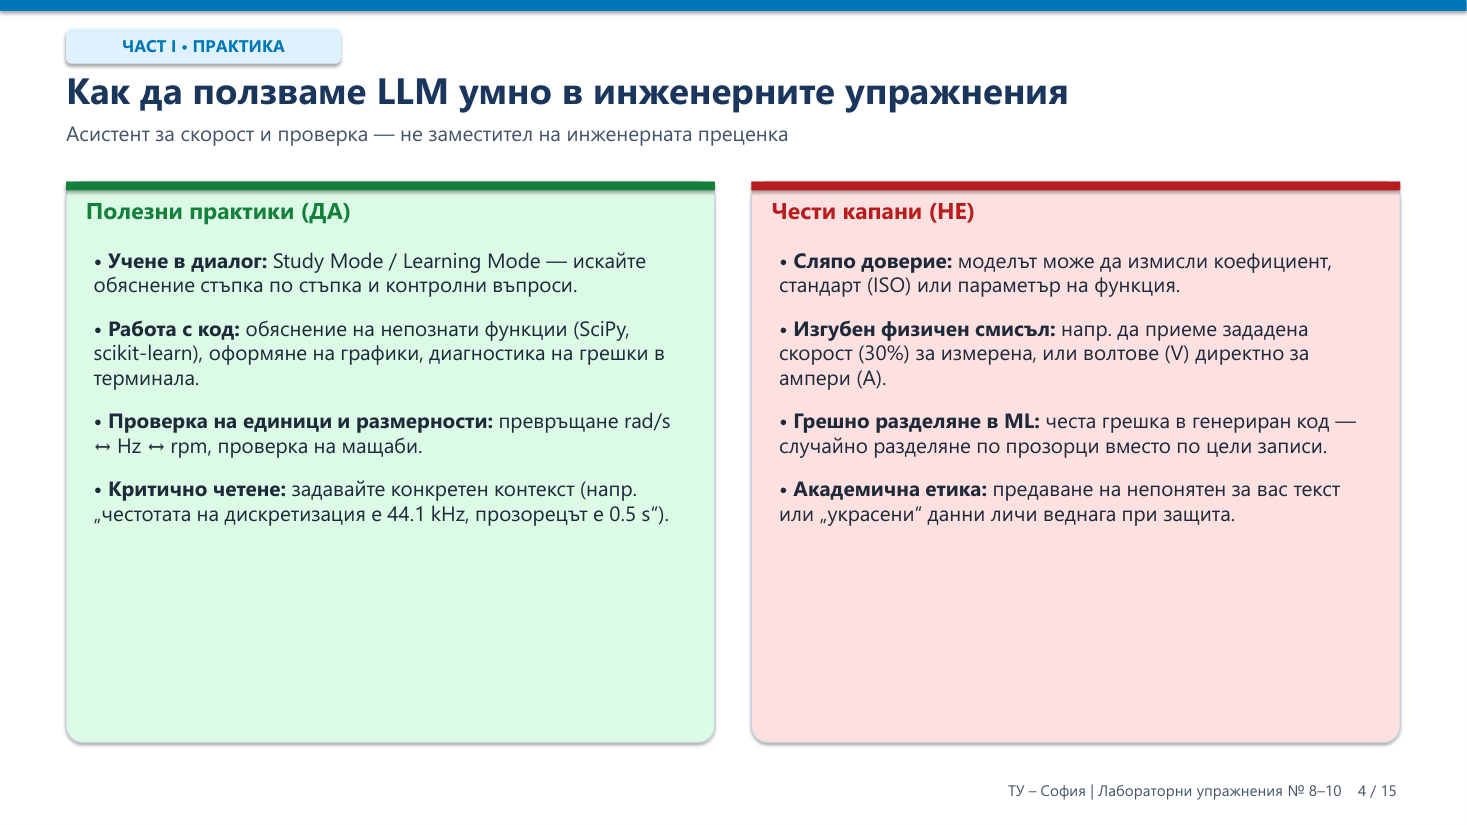 ЧАСТ I • ПРАКТИКА
Как да ползваме LLM умно в инженерните упражнения
Асистент за скорост и проверка — не заместител на инженерната преценка
Полезни практики (ДА)
• Учене в диалог: Study Mode / Learning Mode — искайте
обяснение стъпка по стъпка и контролни въпроси.
• Работа с код: обяснение на непознати функции (SciPy,
scikit-learn), оформяне на графики, диагностика на грешки в
терминала.
• Проверка на единици и размерности: превръщане rad/s
↔ Hz ↔ rpm, проверка на мащаби.
• Критично четене: задавайте конкретен контекст (напр.
„честотата на дискретизация е 44.1 kHz, прозорецът е 0.5 s“).
Чести капани (НЕ)
• Сляпо доверие: моделът може да измисли коефициент,
стандарт (ISO) или параметър на функция.
• Изгубен физичен смисъл: напр. да приеме зададена
скорост (30%) за измерена, или волтове (V) директно за
ампери (A).
• Грешно разделяне в ML: честа грешка в генериран код —
случайно разделяне по прозорци вместо по цели записи.
• Академична етика: предаване на непонятен за вас текст
или „украсени“ данни личи веднага при защита.
ТУ – София | Лабораторни упражнения № 8–10 4 / 15